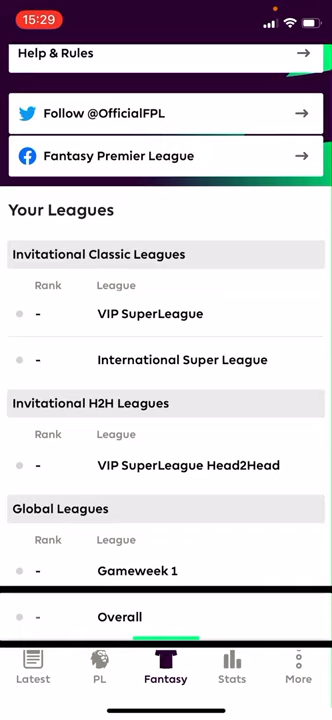 15:29
Help & Rules
Follow @OfficialFPL
Fantasy Premier League
Your Leagues
Invitational Classic Leagues
Rank League
- VIP SuperLeague
- International Super League
Invitational H2H Leagues
Rank League
- VIP SuperLeague Head2Head
Global Leagues
Rank League
- Gameweek 1
- Overall
Latest PL Fantasy Stats More